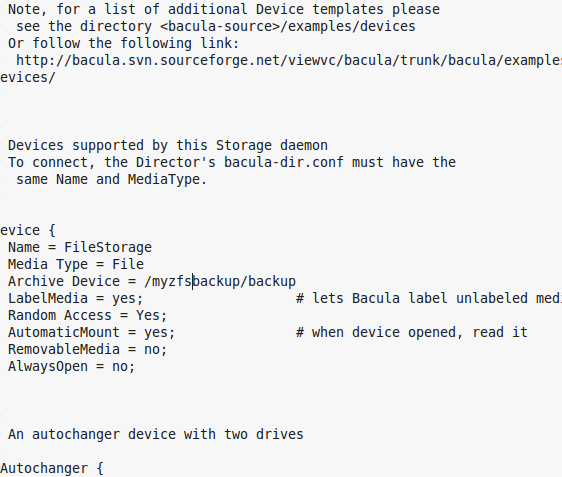 Note, for a list of additional Device templates please
see the directory <bacula-source>/examples/devices
Or follow the following link:
http://bacula.svn.sourceforge.net/viewvc/bacula/trunk/bacula/examples
evices/
Devices supported by this Storage daemon
To connect, the Director's bacula-dir.conf must have the
same Name and MediaType.
evice {
Name = FileStorage
Media Type = File
Archive Device = /myzfsbackup/backup
LabelMedia = yes; # lets Bacula label unlabeled medi
Random Access = Yes;
AutomaticMount = yes; # when device opened, read it
RemovableMedia = no;
AlwaysOpen = no;
An autochanger device with two drives
Autochanger {